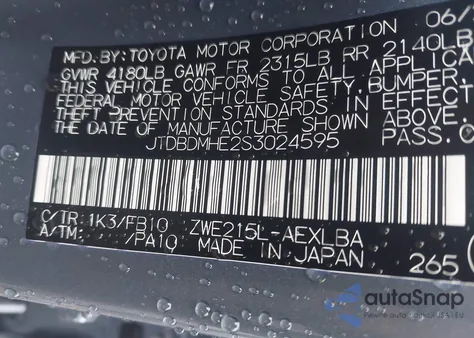 MFD. BY: TOYOTA MOTOR CORPORATION 06/
GVWR 4180LB GAWR FR 2315LB RR 2140LB
THIS VEHICLE CONFORMS TO ALL APPLICA
FEDERAL MOTOR VEHICLE SAFETY, BUMPER,
THEFT PREVENTION STANDARDS IN EFFECT
THE DATE OF MANUFACTURE SHOWN ABOVE.
JTDBDMHE2S3024595 PASS.
C/TR: 1K3/FB10 ZWE215L-AEXLBA
A/TM: /PA10 MADE IN JAPAN 265
autoSnap